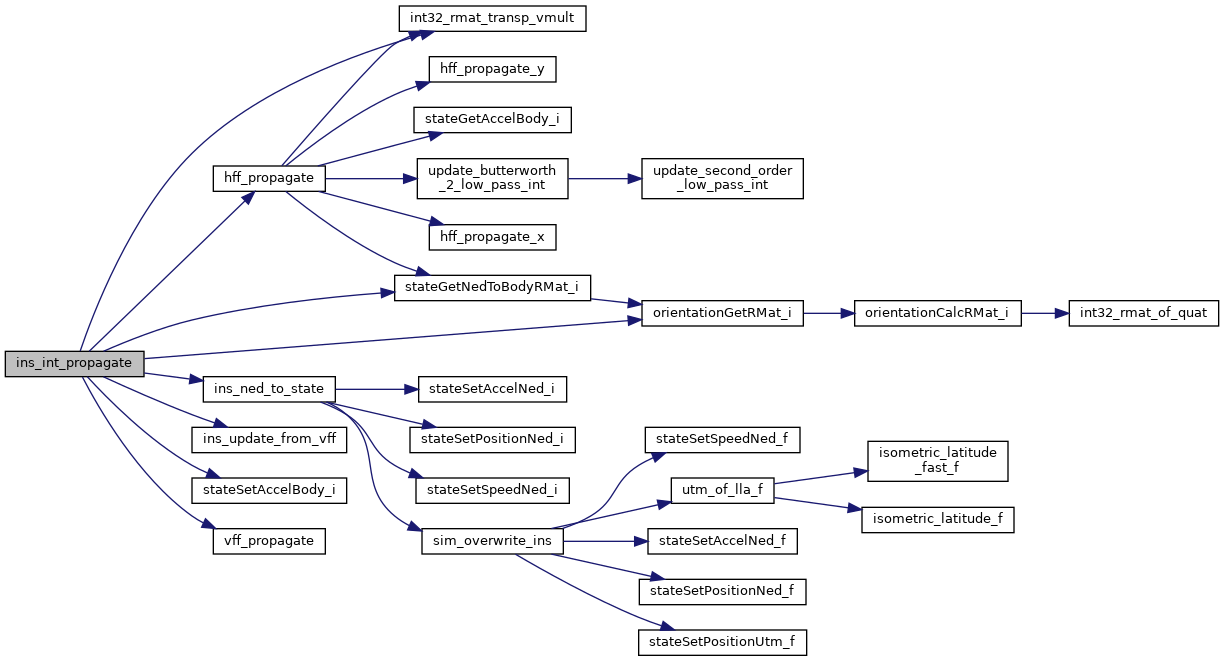 int32_rmat_transp_vmult
hff_propagate_y
stateGetAccelBody_i
hff_propagate
update_butterworth
_2_low_pass_int
update_second_order
_low_pass_int
hff_propagate_x
stateGetNedToBodyRMat_i
orientationGetRMat_i
orientationCalcRMat_i
int32_rmat_of_quat
ins_int_propagate
ins_ned_to_state
stateSetAccelNed_i
ins_update_from_vff
stateSetPositionNed_i
stateSetSpeedNed_f
isometric_latitude
_fast_f
stateSetAccelBody_i
stateSetSpeedNed_i
utm_of_lla_f
isometric_latitude_f
vff_propagate
sim_overwrite_ins
stateSetAccelNed_f
stateSetPositionNed_f
stateSetPositionUtm_f